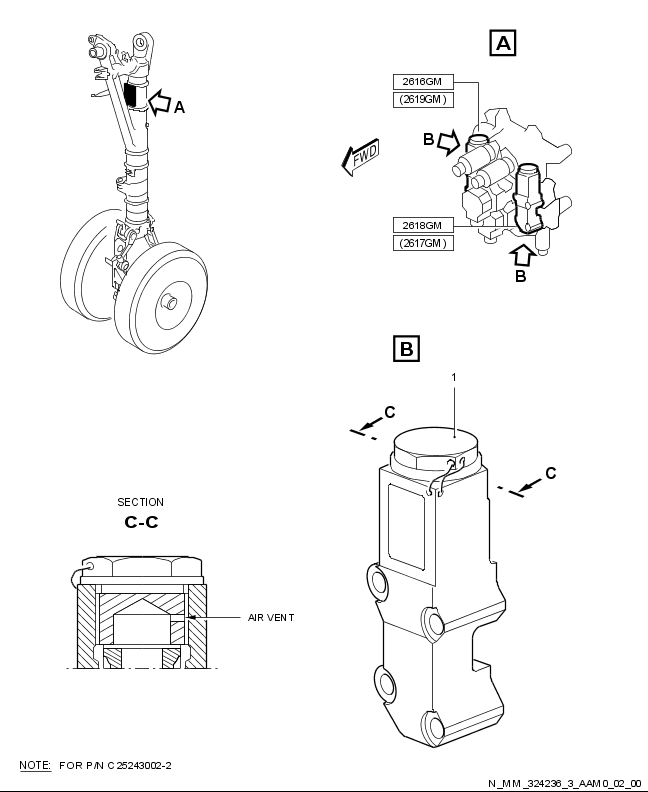 A
2616GM
(2619GM)
A
B
FWD
2618GM
(2617GM)
B
B
1
C
C
SECTION
C-C
AIR VENT
NOTE: FOR P/N C25243002-2
N_MM_324236_3_AAM0_02_00